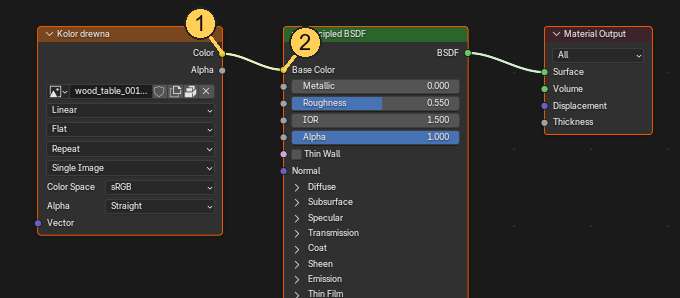 Kolor drewna
Color
Alpha
wood_table_001...
Linear
Flat
Repeat
Single Image
Color Space sRGB
Alpha Straight
Vector
1
2
cipled BSDF
BSDF
Base Color
Metallic 0.000
Roughness 0.550
IOR 1.500
Alpha 1.000
Thin Wall
Normal
Diffuse
Subsurface
Specular
Transmission
Coat
Sheen
Emission
Thin Film
Material Output
All
Surface
Volume
Displacement
Thickness